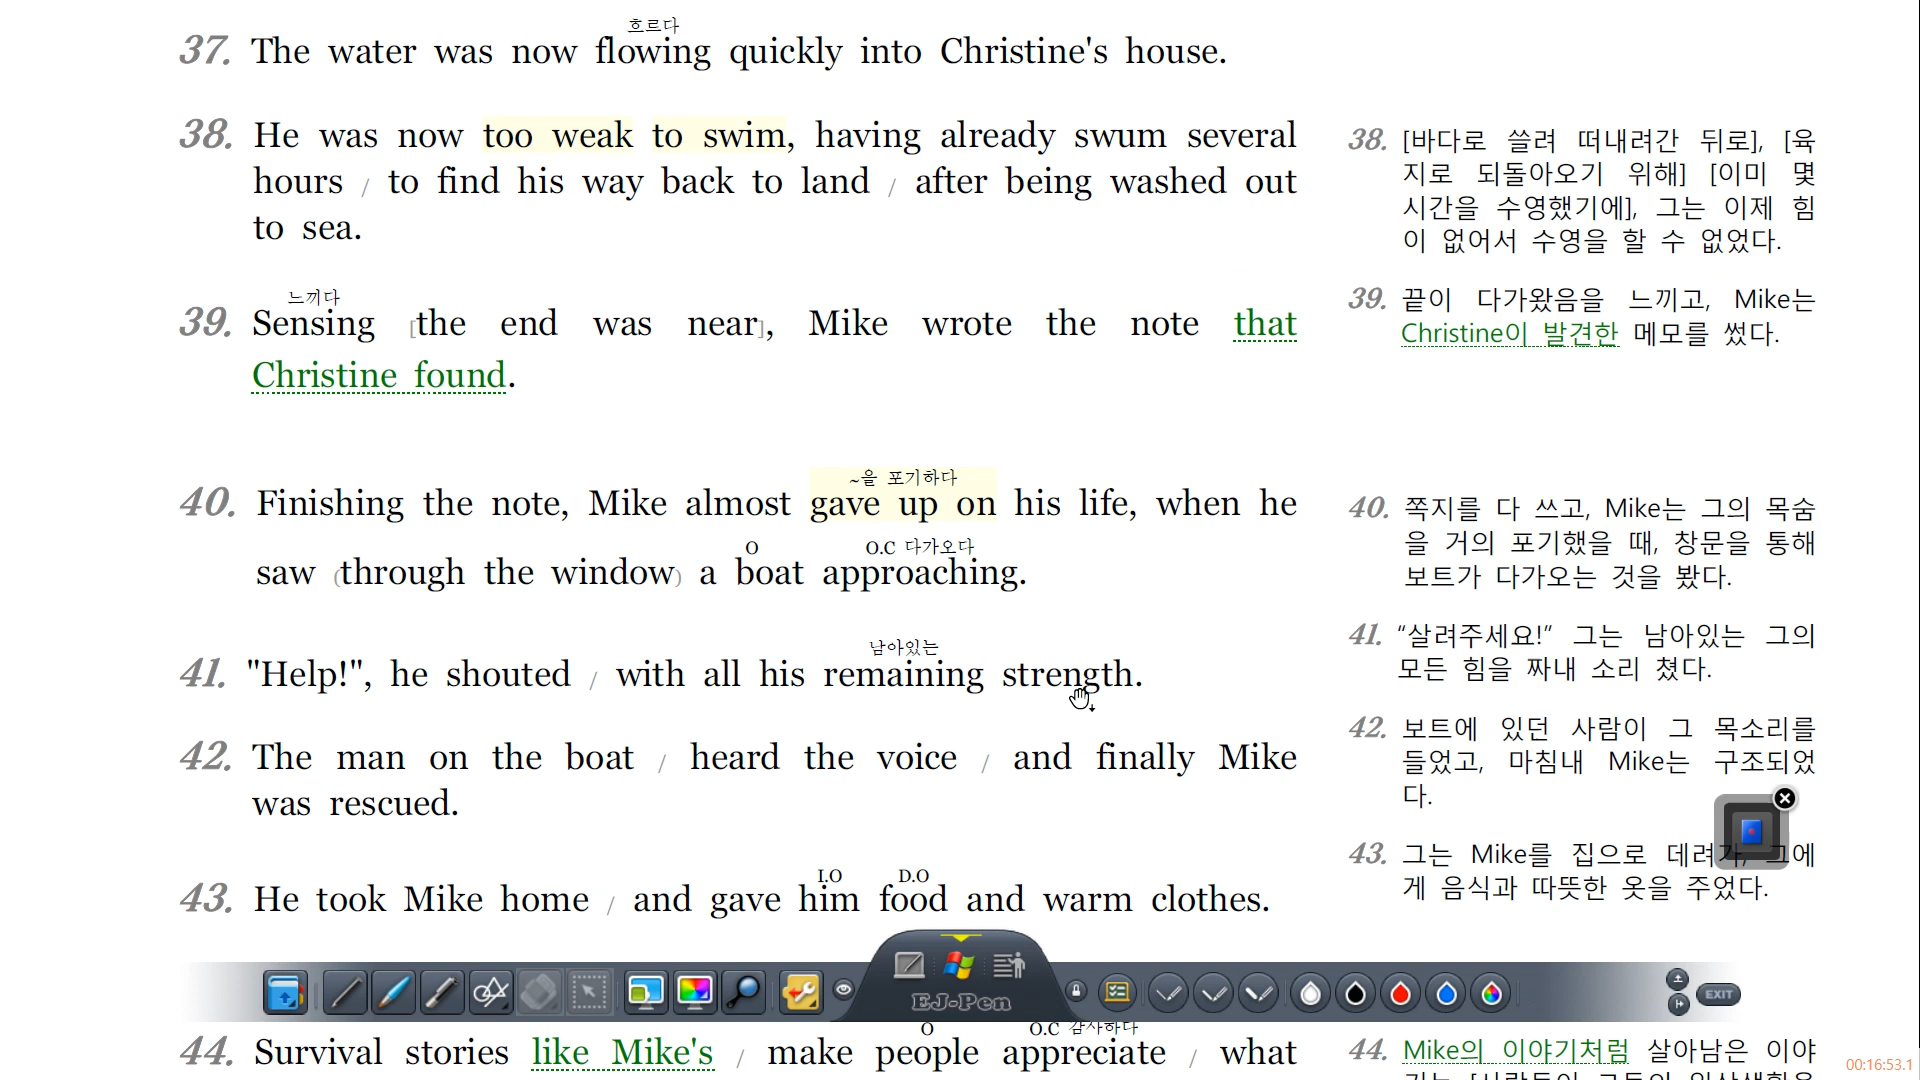 흐르다
37. The water was now flowing quickly into Christine's house.
38. He was now too weak to swim, having already swum several
hours / to find his way back to land / after being washed out
to sea.
38. [바다로 쓸려 떠내려간 뒤로], [육
지로 되돌아오기 위해] [이미 몇
시간을 수영했기에], 그는 이제 힘
이 없어서 수영을 할 수 없었다.
느끼다
39. Sensing [the end was near], Mike wrote the note that
Christine found.
39. 끝이 다가왔음을 느끼고, Mike는
Christine이 발견한 메모를 썼다.
~을 포기하다
40. Finishing the note, Mike almost gave up on his life, when he
O O.C 다가오다
saw (through the window) a boat approaching.
40. 쪽지를 다 쓰고, Mike는 그의 목숨
을 거의 포기했을 때, 창문을 통해
보트가 다가오는 것을 봤다.
남아있는
41. "Help!", he shouted / with all his remaining strength.
41. “살려주세요!” 그는 남아있는 그의
모든 힘을 짜내 소리 쳤다.
42. The man on the boat / heard the voice / and finally Mike
was rescued.
42. 보트에 있던 사람이 그 목소리를
들었고, 마침내 Mike는 구조되었
다.
I.O D.O
43. He took Mike home / and gave him food and warm clothes.
43. 그는 Mike를 집으로 데려가, 그에
게 음식과 따뜻한 옷을 주었다.
EJ-Pen
EXIT
O O.C 감사하다
44. Survival stories like Mike's / make people appreciate / what
44. Mike의 이야기처럼 살아남은 이야
00:16:53.1